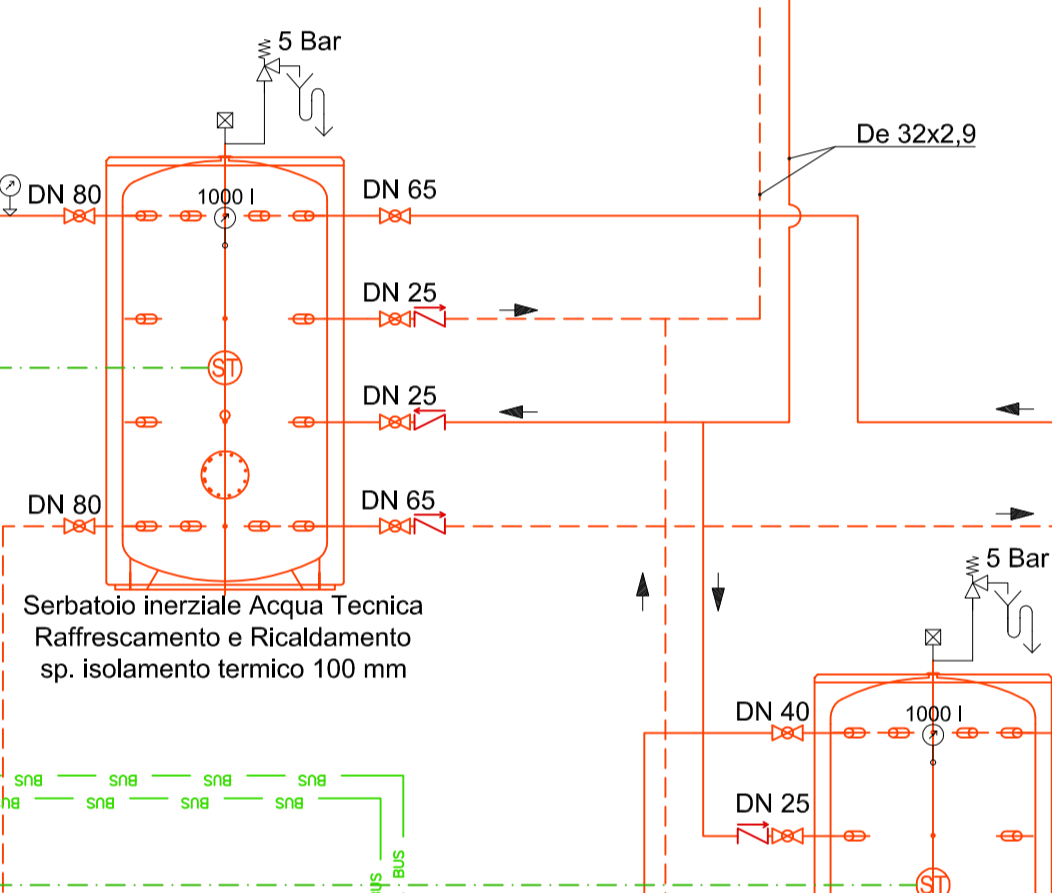 5 Bar
De 32x2,9
DN 80
1000 l
DN 65
DN 25
ST
DN 25
DN 80
DN 65
5 Bar
Serbatoio inerziale Acqua Tecnica
Raffrescamento e Ricaldamento
sp. isolamento termico 100 mm
DN 40
1000 l
BUS BUS BUS BUS
BUS BUS BUS BUS
DN 25
BUS
BUS
ST